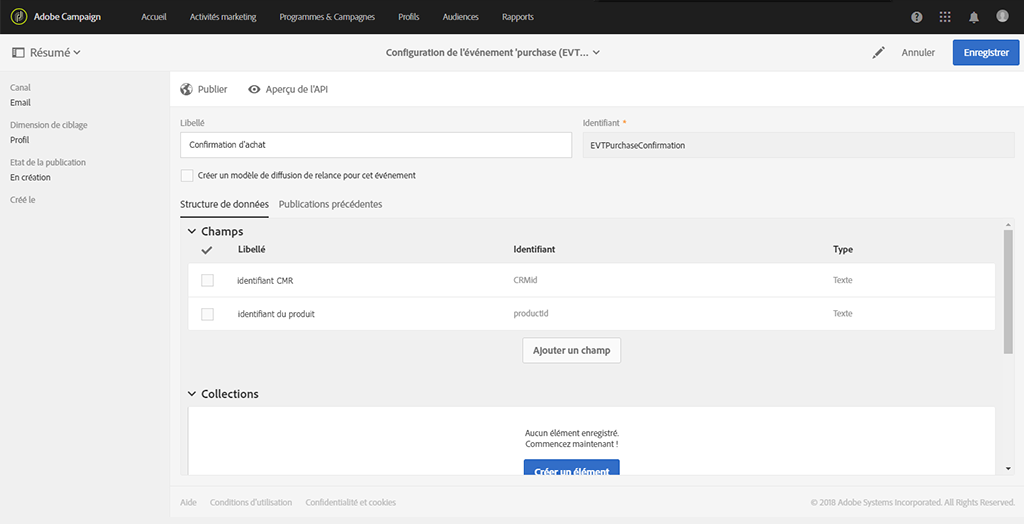 Adobe Campaign Accueil Activités marketing Programmes & Campagnes Profils Audiences Rapports
Résumé
Configuration de l'événement 'purchase (EVT...
Annuler
Enregistrer
Canal
Email
Dimension de ciblage
Profil
Etat de la publication
En création
Créé le
Publier
Aperçu de l'API
Libellé
Confirmation d'achat
Identifiant *
EVTPurchaseConfirmation
Créer un modèle de diffusion de relance pour cet événement
Structure de données Publications précédentes
Champs
Libellé Identifiant Type
identifiant CMR CRMid Texte
identifiant du produit productId Texte
Ajouter un champ
Collections
Aucun élément enregistré.
Commencez maintenant !
Créer un élément
Aide Conditions d'utilisation Confidentialité et cookies
© 2018 Adobe Systems Incorporated. All Rights Reserved.